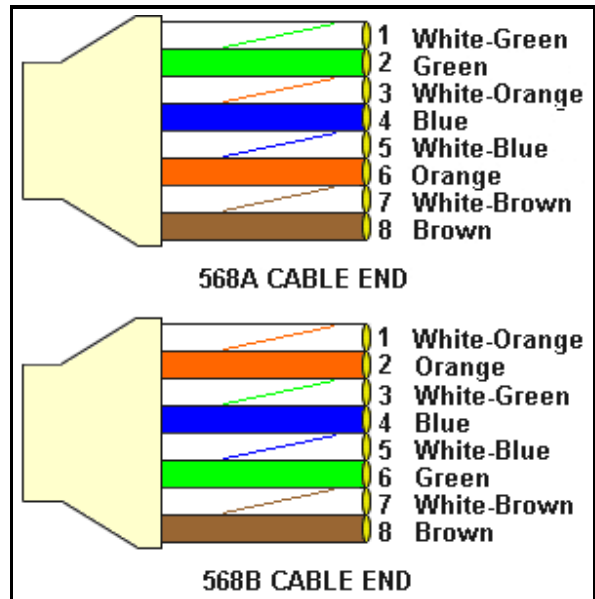 1 White-Green
2 Green
3 White-Orange
4 Blue
5 White-Blue
6 Orange
7 White-Brown
8 Brown
568A CABLE END
1 White-Orange
2 Orange
3 White-Green
4 Blue
5 White-Blue
6 Green
7 White-Brown
8 Brown
568B CABLE END